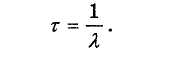 τ = 1/λ.